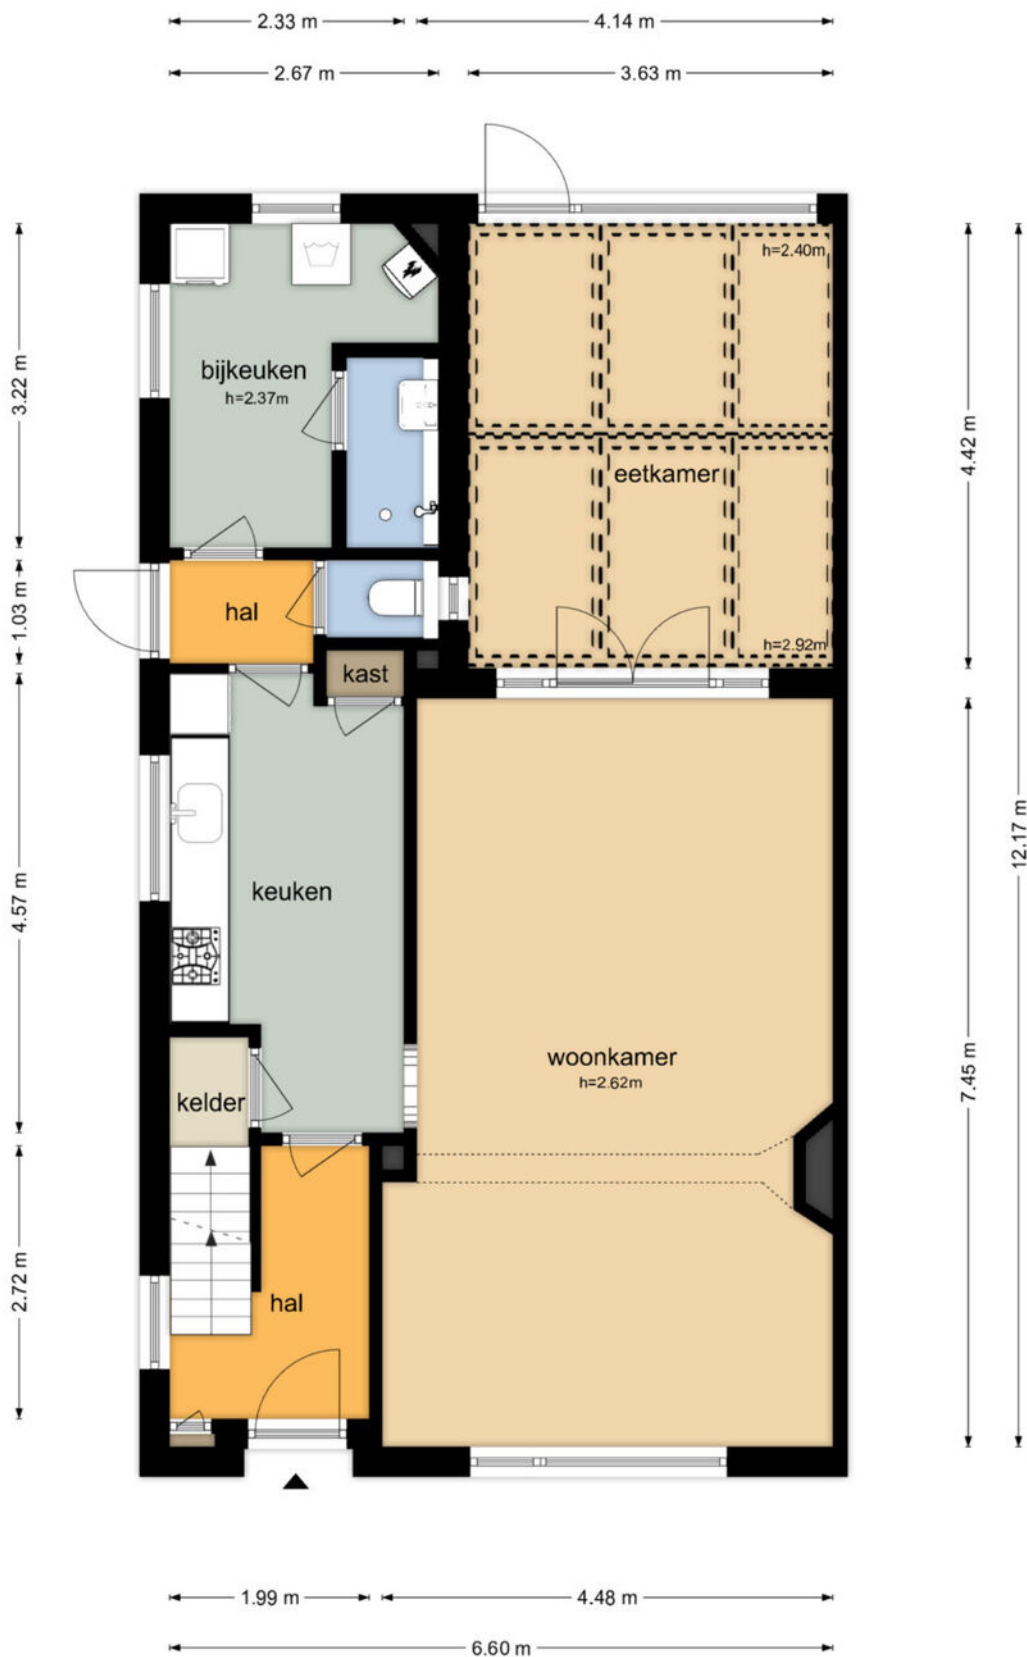 2.33 m
4.14 m
2.67 m
3.63 m
h=2.40m
3.22 m
bijkeuken
h=2.37m
4.42 m
eetkamer
1.03 m
hal
h=2.92m
kast
12.17 m
4.57 m
keuken
7.45 m
woonkamer
h=2.62m
kelder
2.72 m
hal
1.99 m
4.48 m
6.60 m